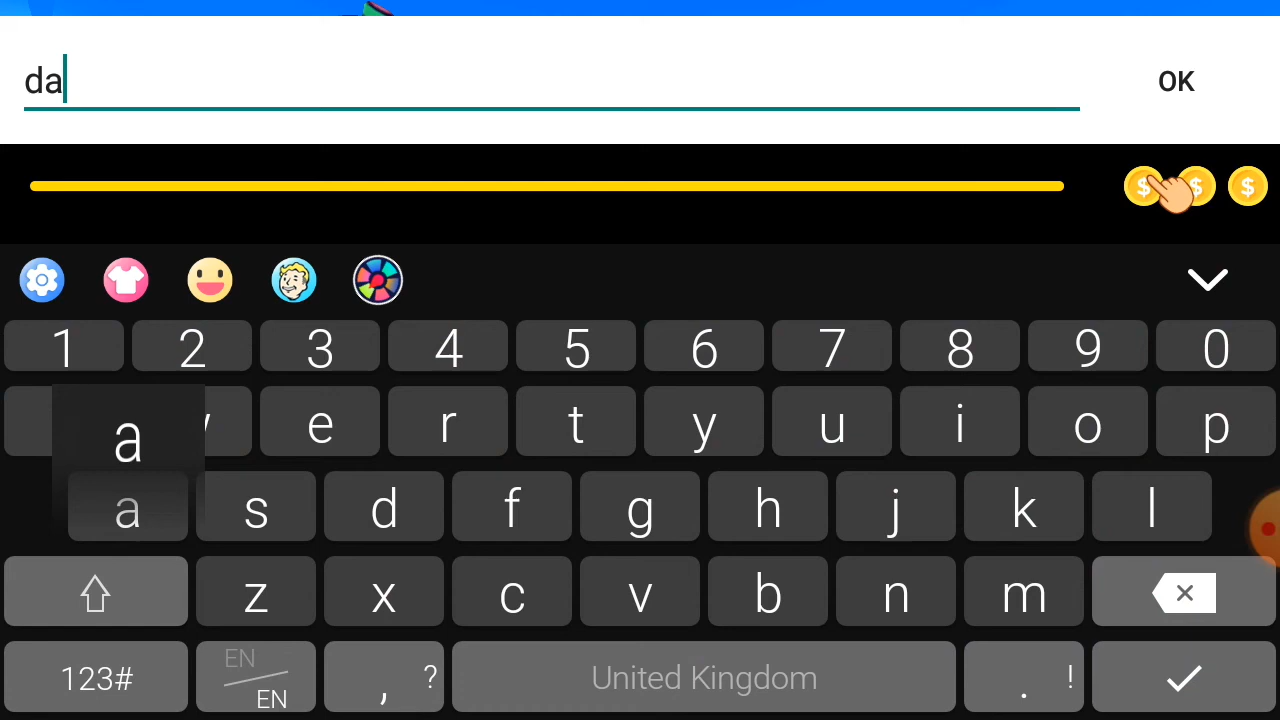 da
OK
$ $ $
1 2 3 4 5 6 7 8 9 0
a
e r t y u i o p
a s d f g h j k l
z x c v b n m
123# EN EN , ? United Kingdom . !